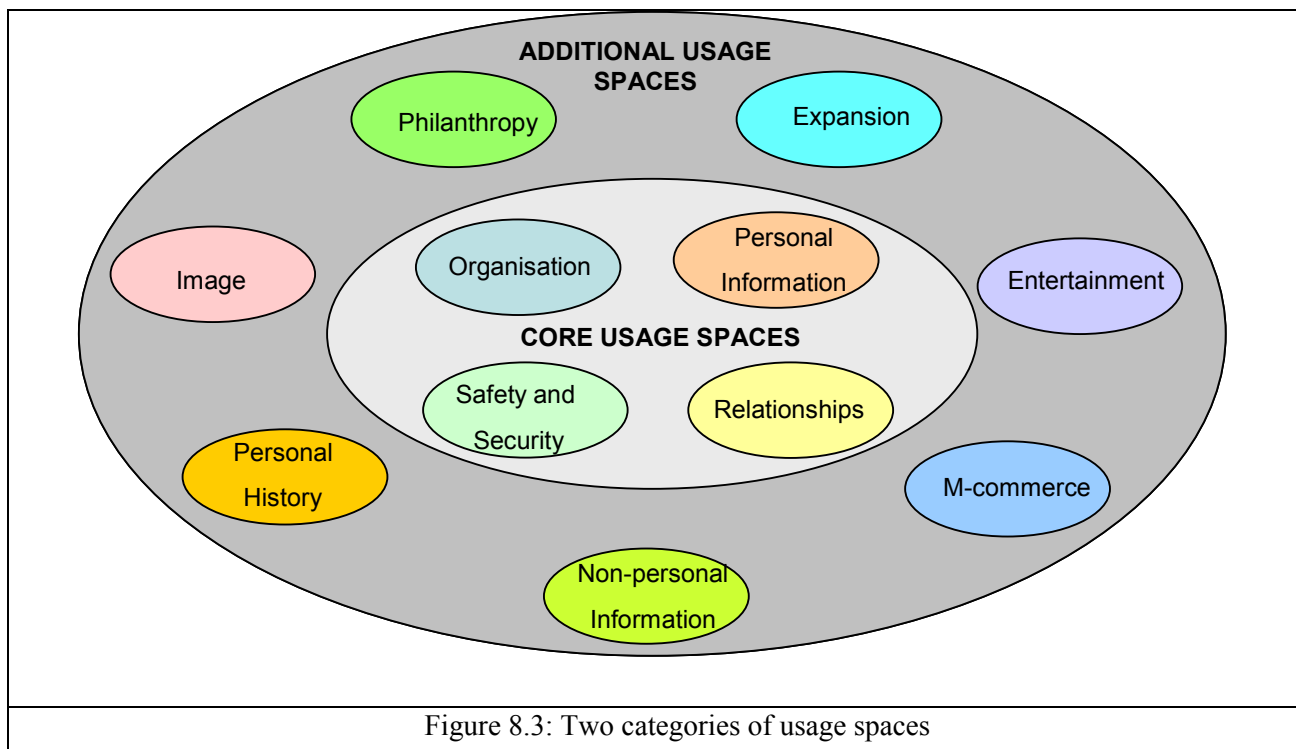 ADDITIONAL USAGE
SPACES
Philanthropy
Expansion
Image
Organisation
Personal
Information
Entertainment
CORE USAGE SPACES
Safety and
Security
Relationships
Personal
History
M-commerce
Non-personal
Information
Figure 8.3: Two categories of usage spaces